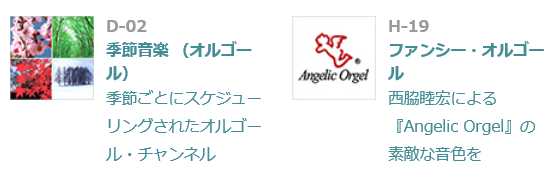 D-02
季節音楽 （オルゴー
ル）
季節ごとにスケジュー
リングされたオルゴー
ル・チャンネル
Angelic Orgel
H-19
ファンシー・オルゴー
ル
西脇睦宏による
『Angelic Orgel』の
素敵な音色を